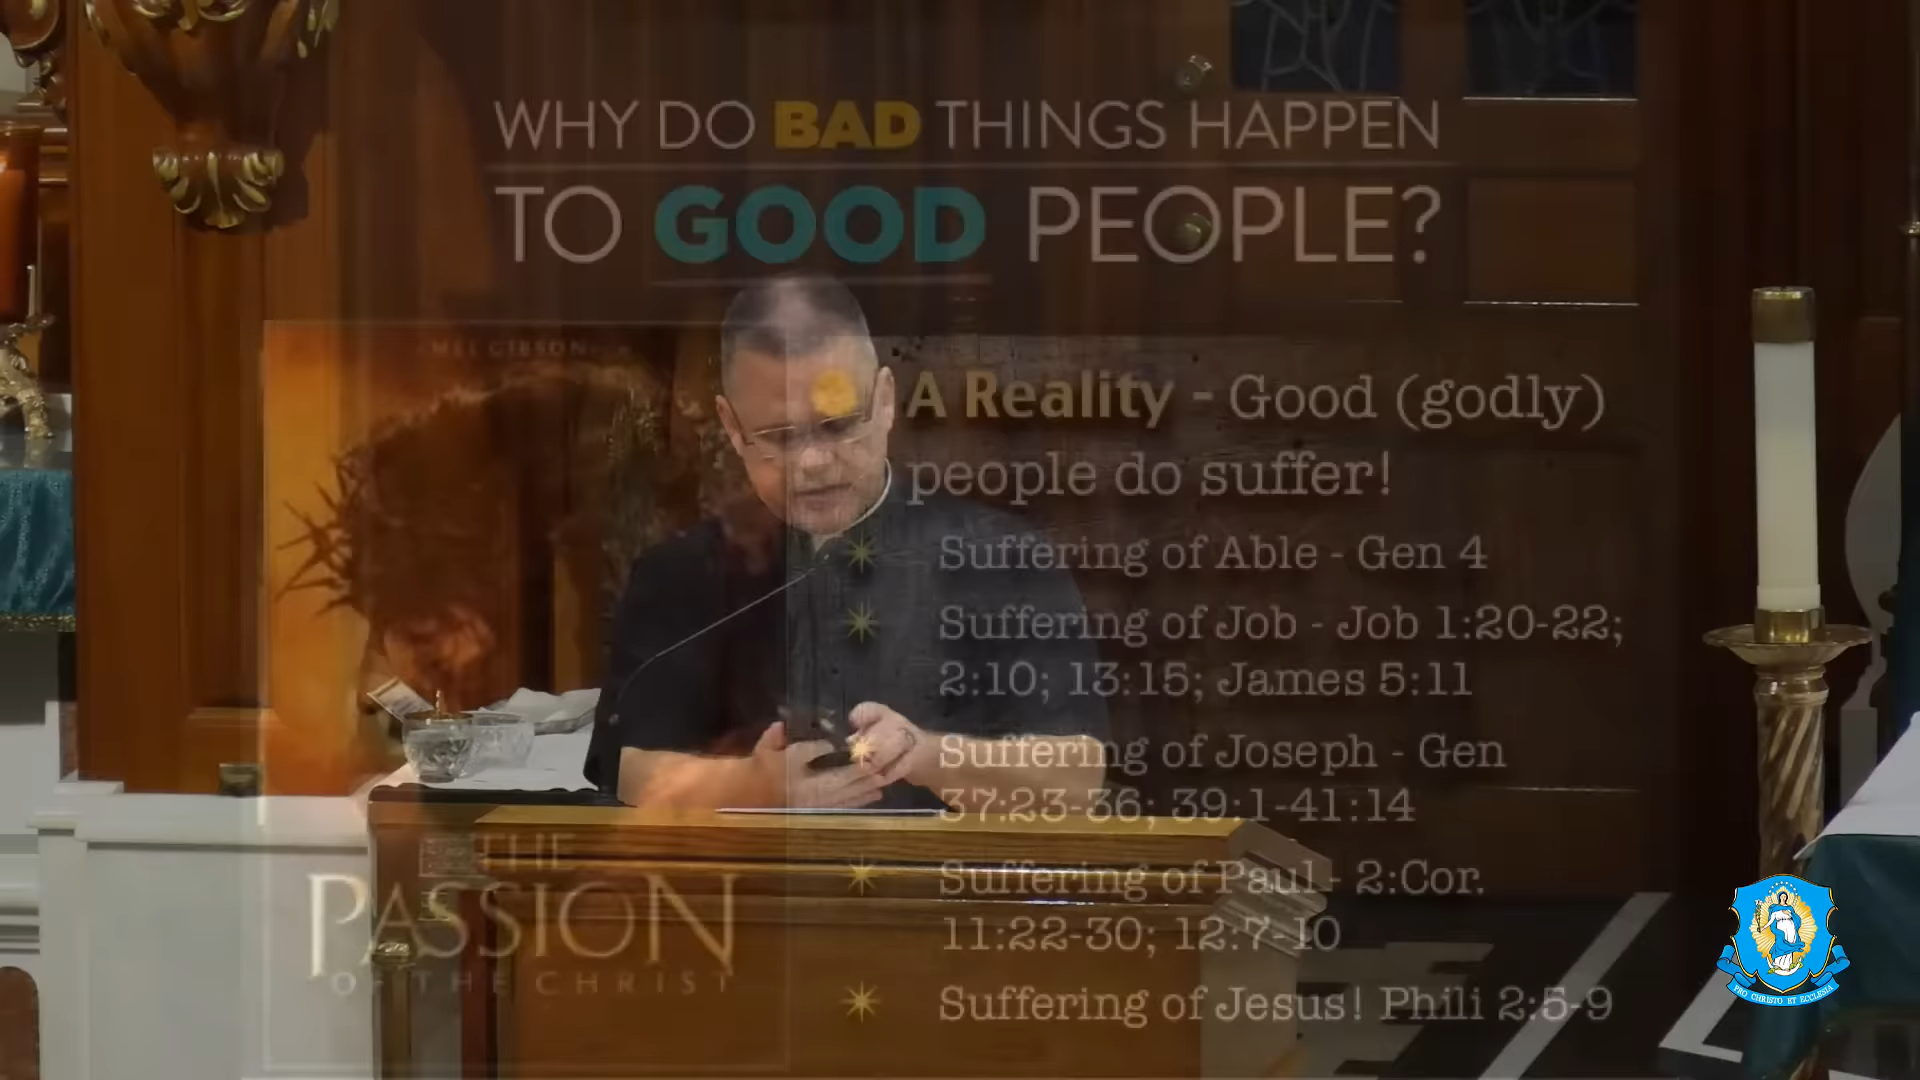 WHY DO BAD THINGS HAPPEN
TO GOOD PEOPLE?
MEL GIBSON
A Reality - Good (godly)
people do suffer!
Suffering of Able - Gen 4
Suffering of Job - Job 1:20-22;
2:10; 13:15; James 5:11
Suffering of Joseph - Gen
37:23-36; 39:1-41:14
Suffering of Paul - 2:Cor.
11:22-30; 12:7-10
Suffering of Jesus! Phili 2:5-9
THE
PASSION
OF THE CHRIST
PRO CHRISTO ET ECCLESIA